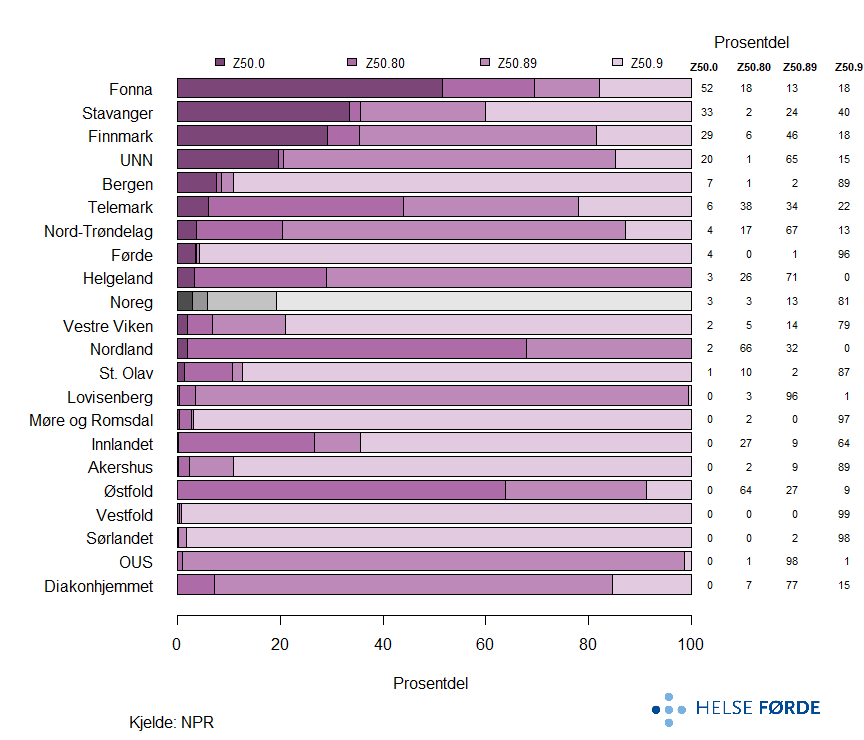 Prosentdel
Z50.0 Z50.80 Z50.89 Z50.9 Z50.0 Z50.80 Z50.89 Z50.9
Fonna 52 18 13 18
Stavanger 33 2 24 40
Finnmark 29 6 46 18
UNN 20 1 65 15
Bergen 7 1 2 89
Telemark 6 38 34 22
Nord-Trøndelag 4 17 67 13
Førde 4 0 1 96
Helgeland 3 26 71 0
Noreg 3 3 13 81
Vestre Viken 2 5 14 79
Nordland 2 66 32 0
St. Olav 1 10 2 87
Lovisenberg 0 3 96 1
Møre og Romsdal 0 2 0 97
Innlandet 0 27 9 64
Akershus 0 2 9 89
Østfold 0 64 27 9
Vestfold 0 0 0 99
Sørlandet 0 0 2 98
OUS 0 1 98 1
Diakonhjemmet 0 7 77 15
0 20 40 60 80 100
Prosentdel
HELSE FØRDE
Kjelde: NPR